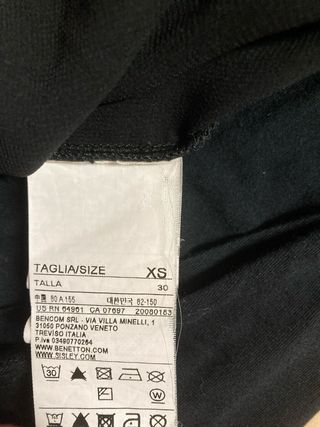 TAGLIA/SIZE XS
TALLA 30
中国 80 A 155 대한민국 82-150
US RN 54961 CA 07697 20080163
BENCOM SRL - VIA VILLA MINELLI, 1
31050 PONZANO VENETO
TREVISO ITALIA
P.Iva 03490770264
WWW.BENETTON.COM
WWW.SISLEY.COM
30
W